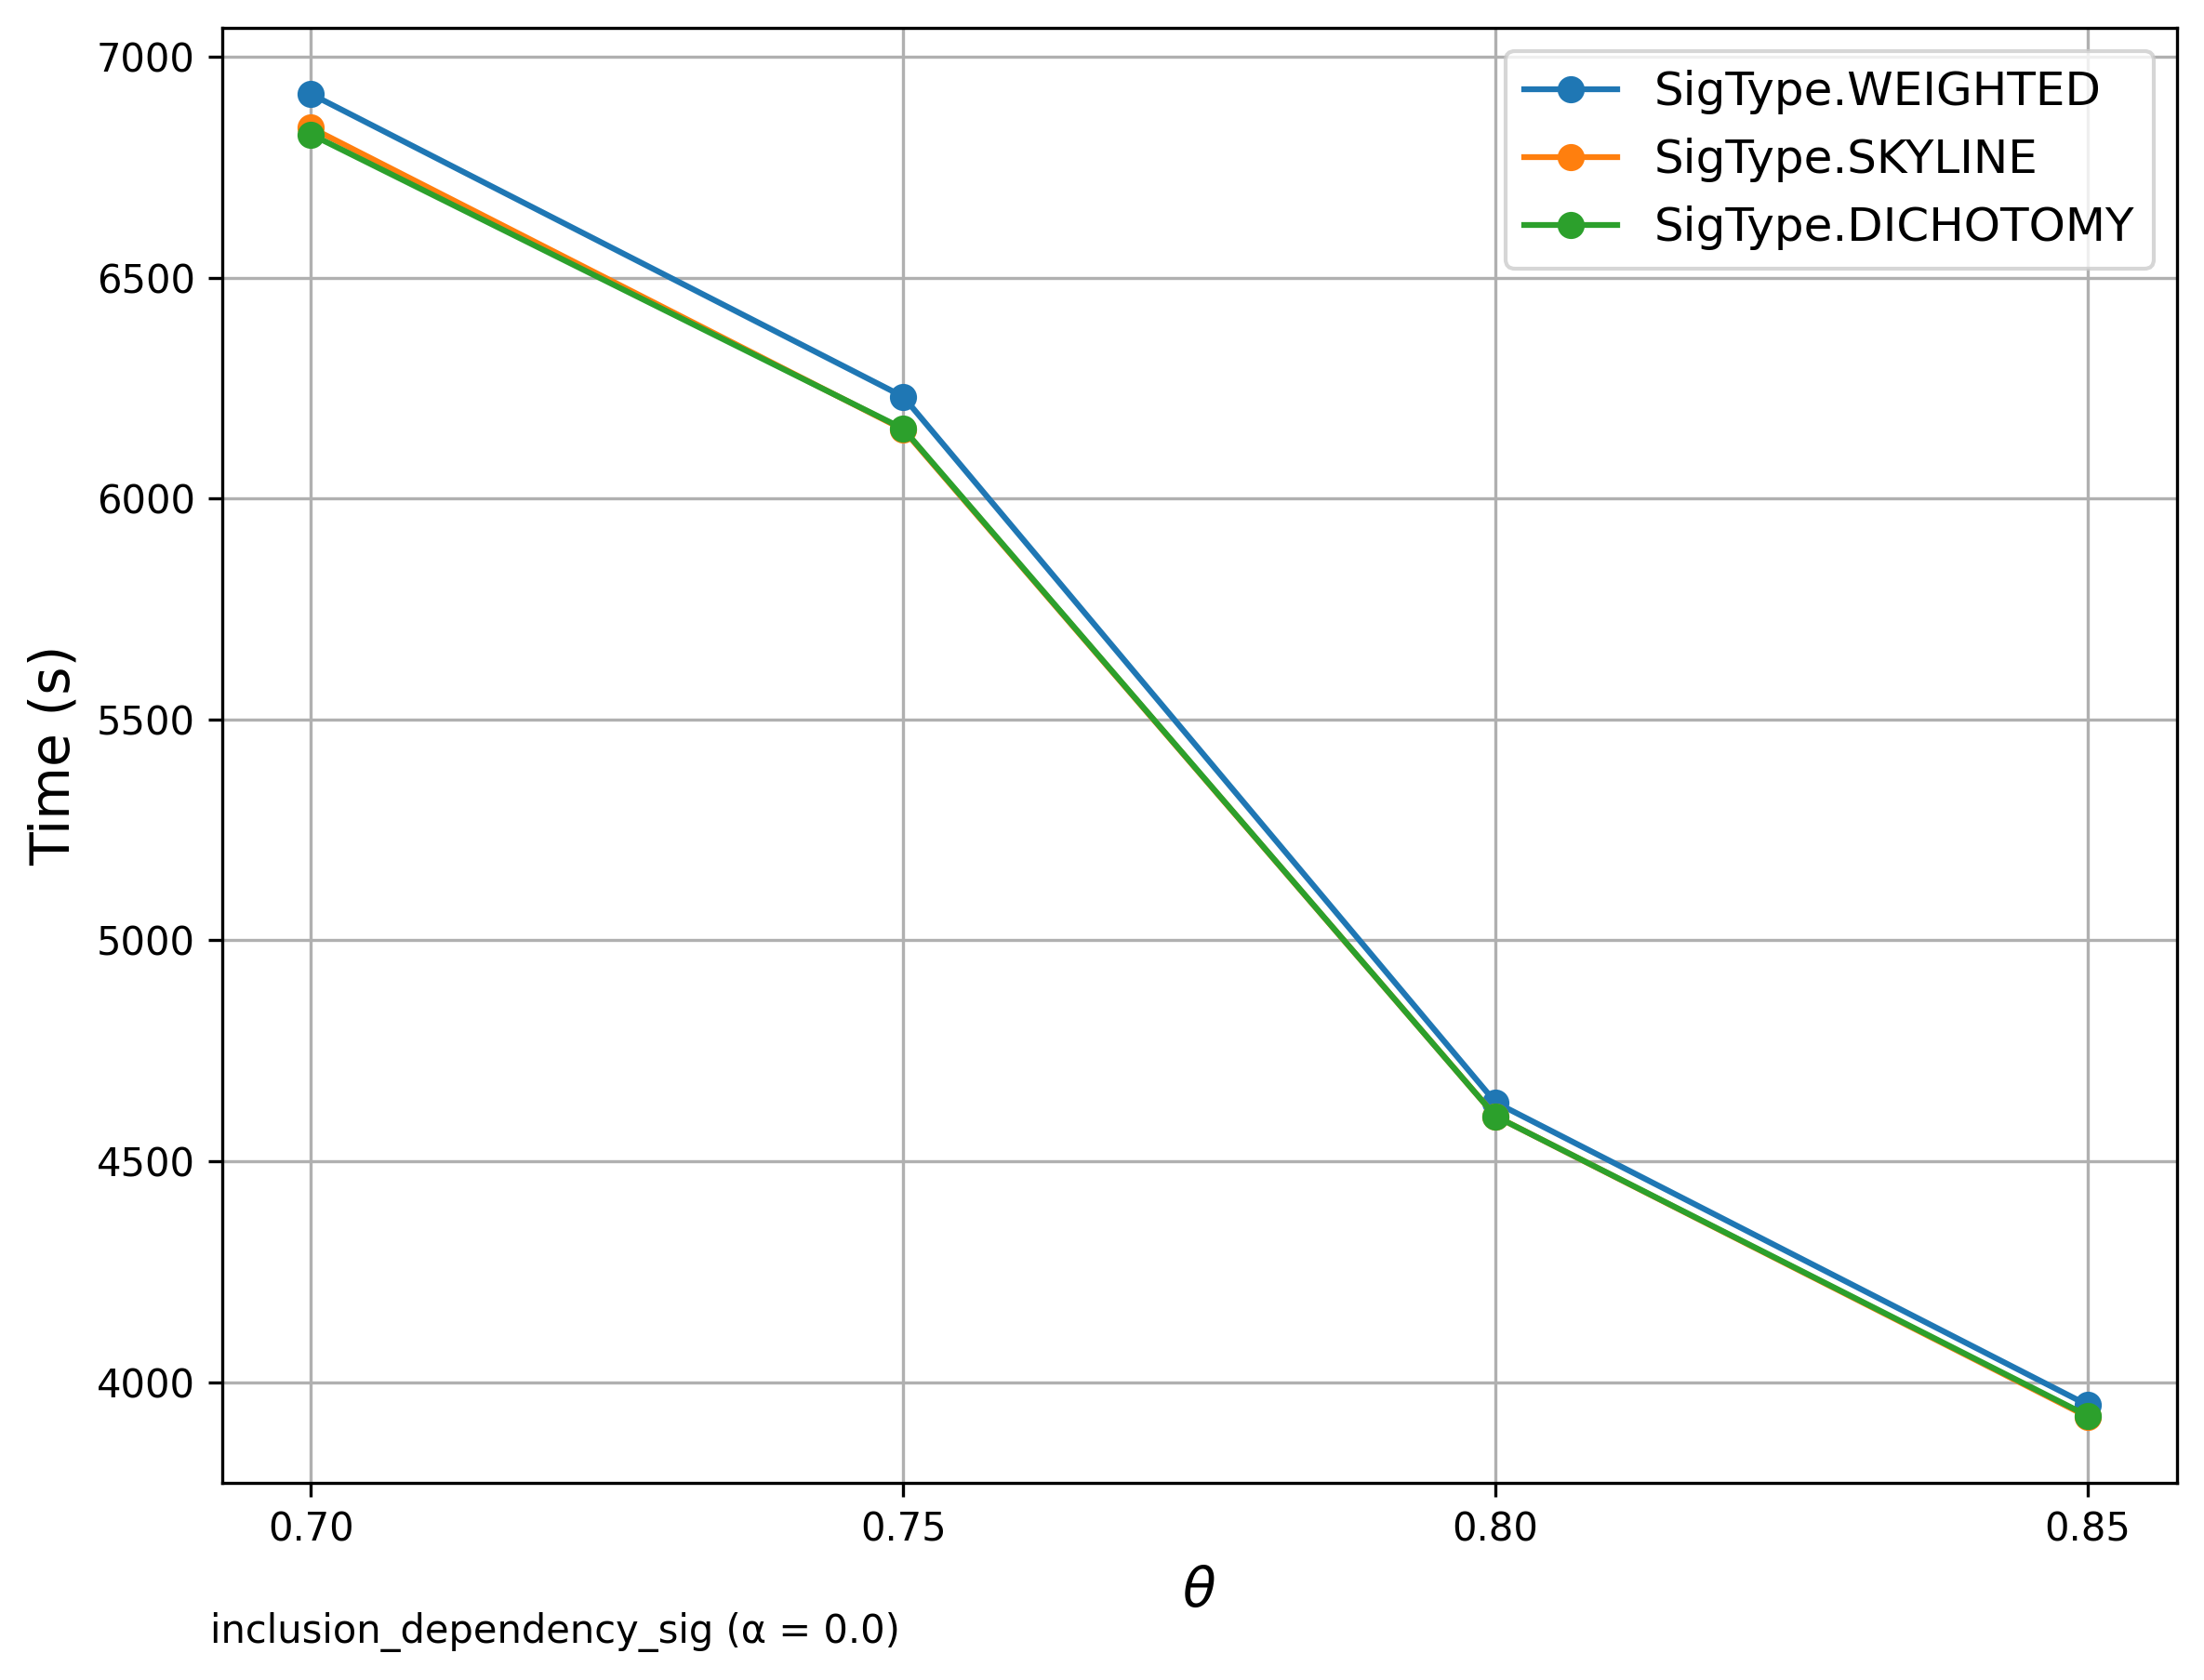 7000
6500
6000
5500
5000
4500
4000
Time (s)
SigType.WEIGHTED
SigType.SKYLINE
SigType.DICHOTOMY
0.70 0.75 0.80 0.85
θ
inclusion_dependency_sig (α = 0.0)